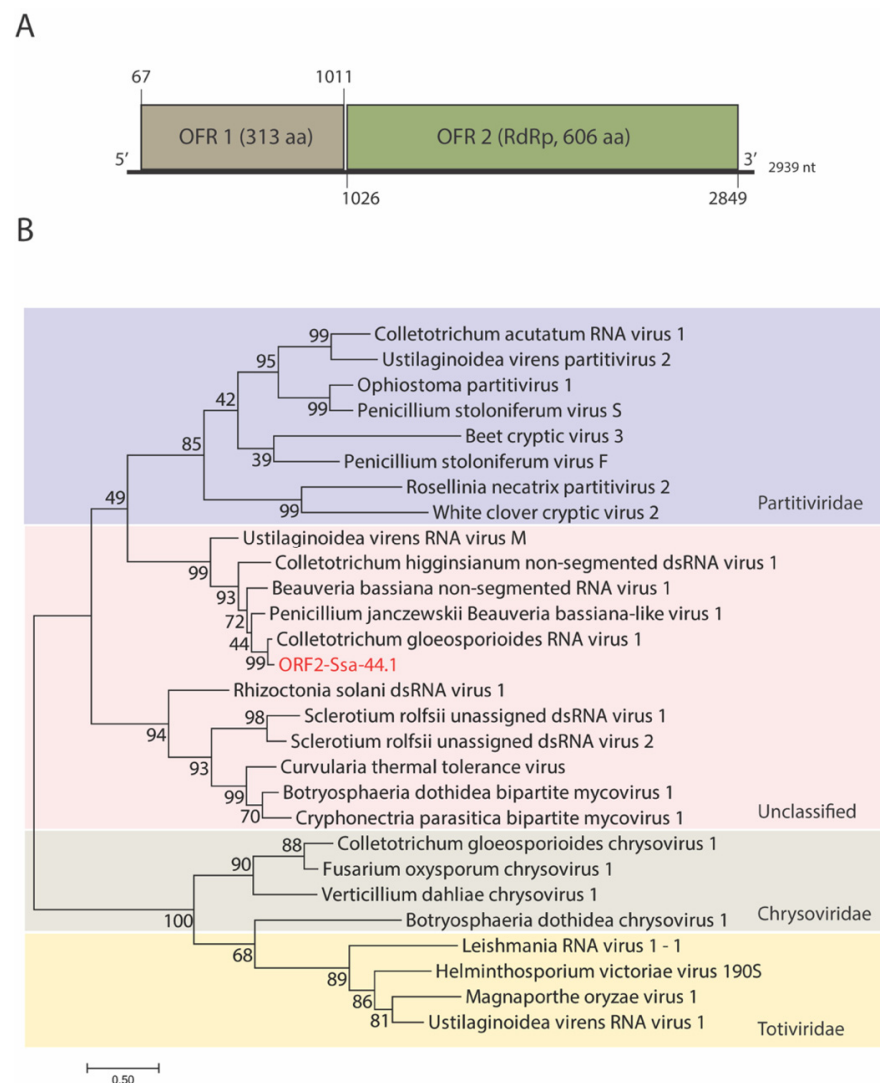 A
67 1011
OFR 1 (313 aa) OFR 2 (RdRp, 606 aa)
5’ 3’ 2939 nt
1026 2849
B
99 Colletotrichum acutatum RNA virus 1
95 Ustilaginoidea virens partitivirus 2
Ophiostoma partitivirus 1
42 99 Penicillium stoloniferum virus S
85 Beet cryptic virus 3
39 Penicillium stoloniferum virus F
49 Rosellinia necatrix partitivirus 2
99 White clover cryptic virus 2
Partitiviridae
Ustilaginoidea virens RNA virus M
99 Colletotrichum higginsianum non-segmented dsRNA virus 1
93 Beauveria bassiana non-segmented RNA virus 1
72 Penicillium janczewskii Beauveria bassiana-like virus 1
44 Colletotrichum gloeosporioides RNA virus 1
99 ORF2-Ssa-44.1
Rhizoctonia solani dsRNA virus 1
98 Sclerotium rolfsii unassigned dsRNA virus 1
94 Sclerotium rolfsii unassigned dsRNA virus 2
93 Curvularia thermal tolerance virus
99 Botryosphaeria dothidea bipartite mycovirus 1
70 Cryphonectria parasitica bipartite mycovirus 1
Unclassified
88 Colletotrichum gloeosporioides chrysovirus 1
90 Fusarium oxysporum chrysovirus 1
Verticillium dahliae chrysovirus 1
100 Botryosphaeria dothidea chrysovirus 1
Chrysoviridae
68 Leishmania RNA virus 1 - 1
89 Helminthosporium victoriae virus 190S
86 Magnaporthe oryzae virus 1
81 Ustilaginoidea virens RNA virus 1
Totiviridae
0.50